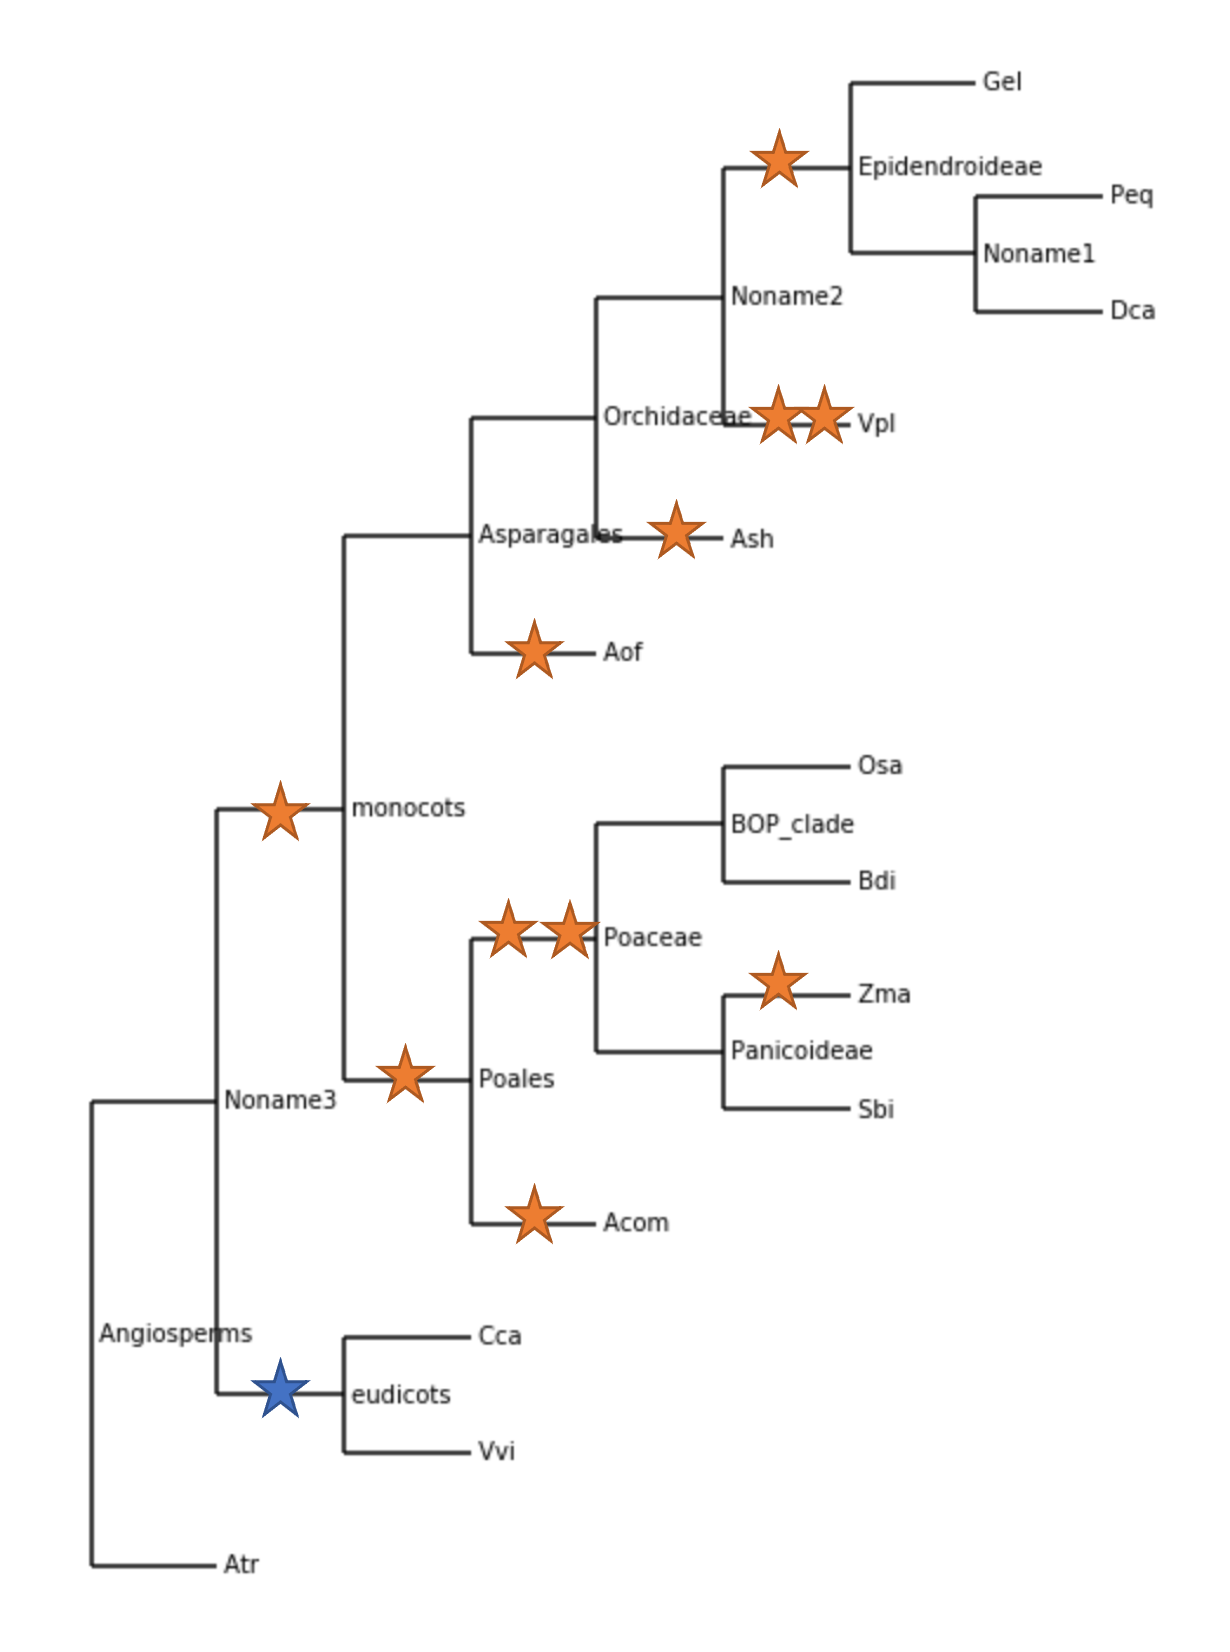 Gel
Epidendroideae
Peq
Noname1
Noname2
Dca
Orchidaceae
Vpl
Asparagales
Ash
Aof
Osa
monocots
BOP_clade
Bdi
Poaceae
Zma
Panicoideae
Poales
Noname3
Sbi
Acom
Angiosperms
Cca
eudicots
Vvi
Atr